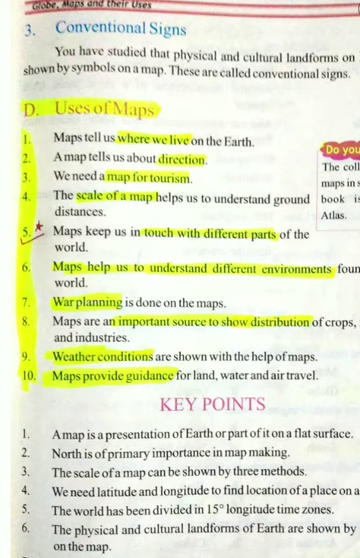 Globe, Maps and their Uses
3. Conventional Signs
You have studied that physical and cultural landforms on
shown by symbols on a map. These are called conventional signs.
D. Uses of Maps
1. Maps tell us where we live on the Earth.
2. A map tells us about direction.
3. We need a map for tourism.
4. The scale of a map helps us to understand ground
distances.
5. Maps keep us in touch with different parts of the
world.
6. Maps help us to understand different environments foun
world.
7. War planning is done on the maps.
8. Maps are an important source to show distribution of crops,
and industries.
9. Weather conditions are shown with the help of maps.
10. Maps provide guidance for land, water and air travel.
Do you
The coll
maps in s
book is
Atlas.
KEY POINTS
1. A map is a presentation of Earth or part of it on a flat surface.
2. North is of primary importance in map making.
3. The scale of a map can be shown by three methods.
4. We need latitude and longitude to find location of a place on a
5. The world has been divided in 15° longitude time zones.
6. The physical and cultural landforms of Earth are shown by
on the map.